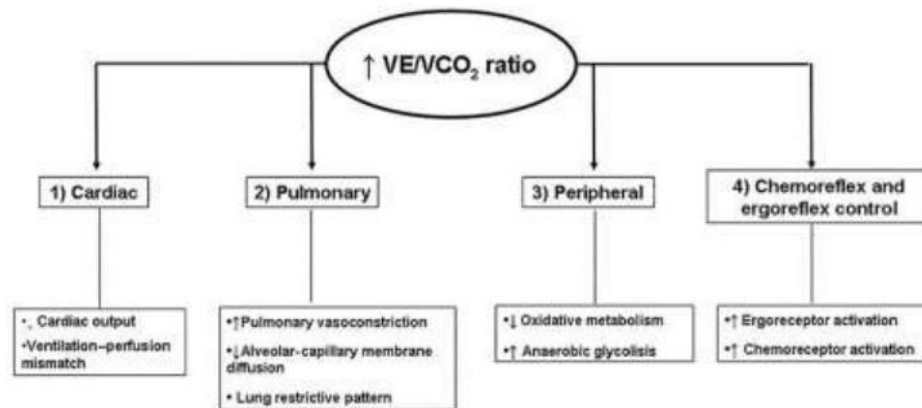 ↑ VE/VCO₂ ratio
1) Cardiac
2) Pulmonary
3) Peripheral
4) Chemoreflex and
ergoreflex control
• Cardiac output
•Ventilation–perfusion
mismatch
•↑Pulmonary vasoconstriction
•↓Alveolar-capillary membrane
diffusion
• Lung restrictive pattern
•↓ Oxidative metabolism
•↑ Anaerobic glycolisis
•↑ Ergoreceptor activation
•↑ Chemoreceptor activation